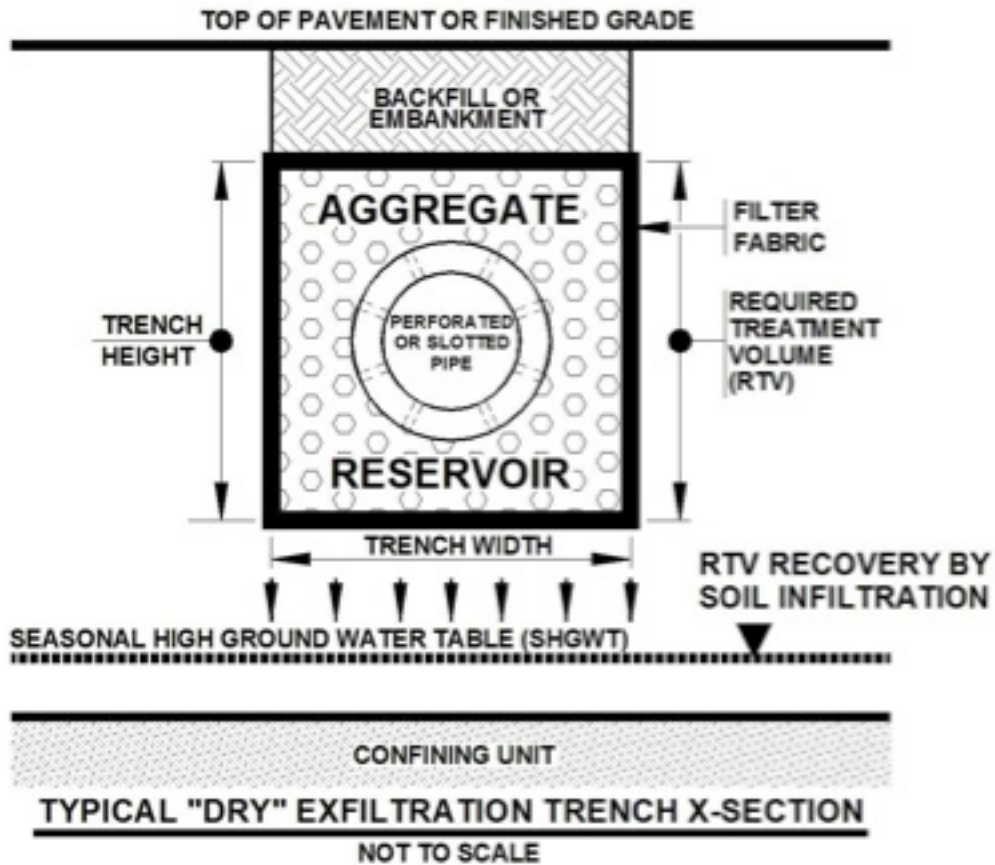 TOP OF PAVEMENT OR FINISHED GRADE
BACKFILL OR
EMBANKMENT
AGGREGATE
FILTER
FABRIC
PERFORATED
OR SLOTTED
PIPE
TRENCH
HEIGHT
REQUIRED
TREATMENT
VOLUME
(RTV)
RESERVOIR
TRENCH WIDTH
RTV RECOVERY BY
SOIL INFILTRATION
SEASONAL HIGH GROUND WATER TABLE (SHGWT)
CONFINING UNIT
TYPICAL "DRY" EXFILTRATION TRENCH X-SECTION
NOT TO SCALE